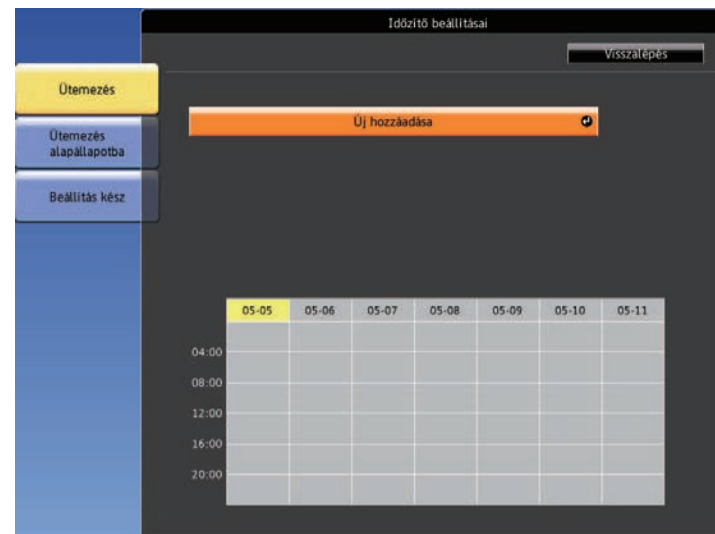 Időzítő beállításai
Visszalépés
Ütemezés
Új hozzáadása
Ütemezés
alapállapotba
Beállítás kész
05-05 05-06 05-07 05-08 05-09 05-10 05-11
04:00
08:00
12:00
16:00
20:00